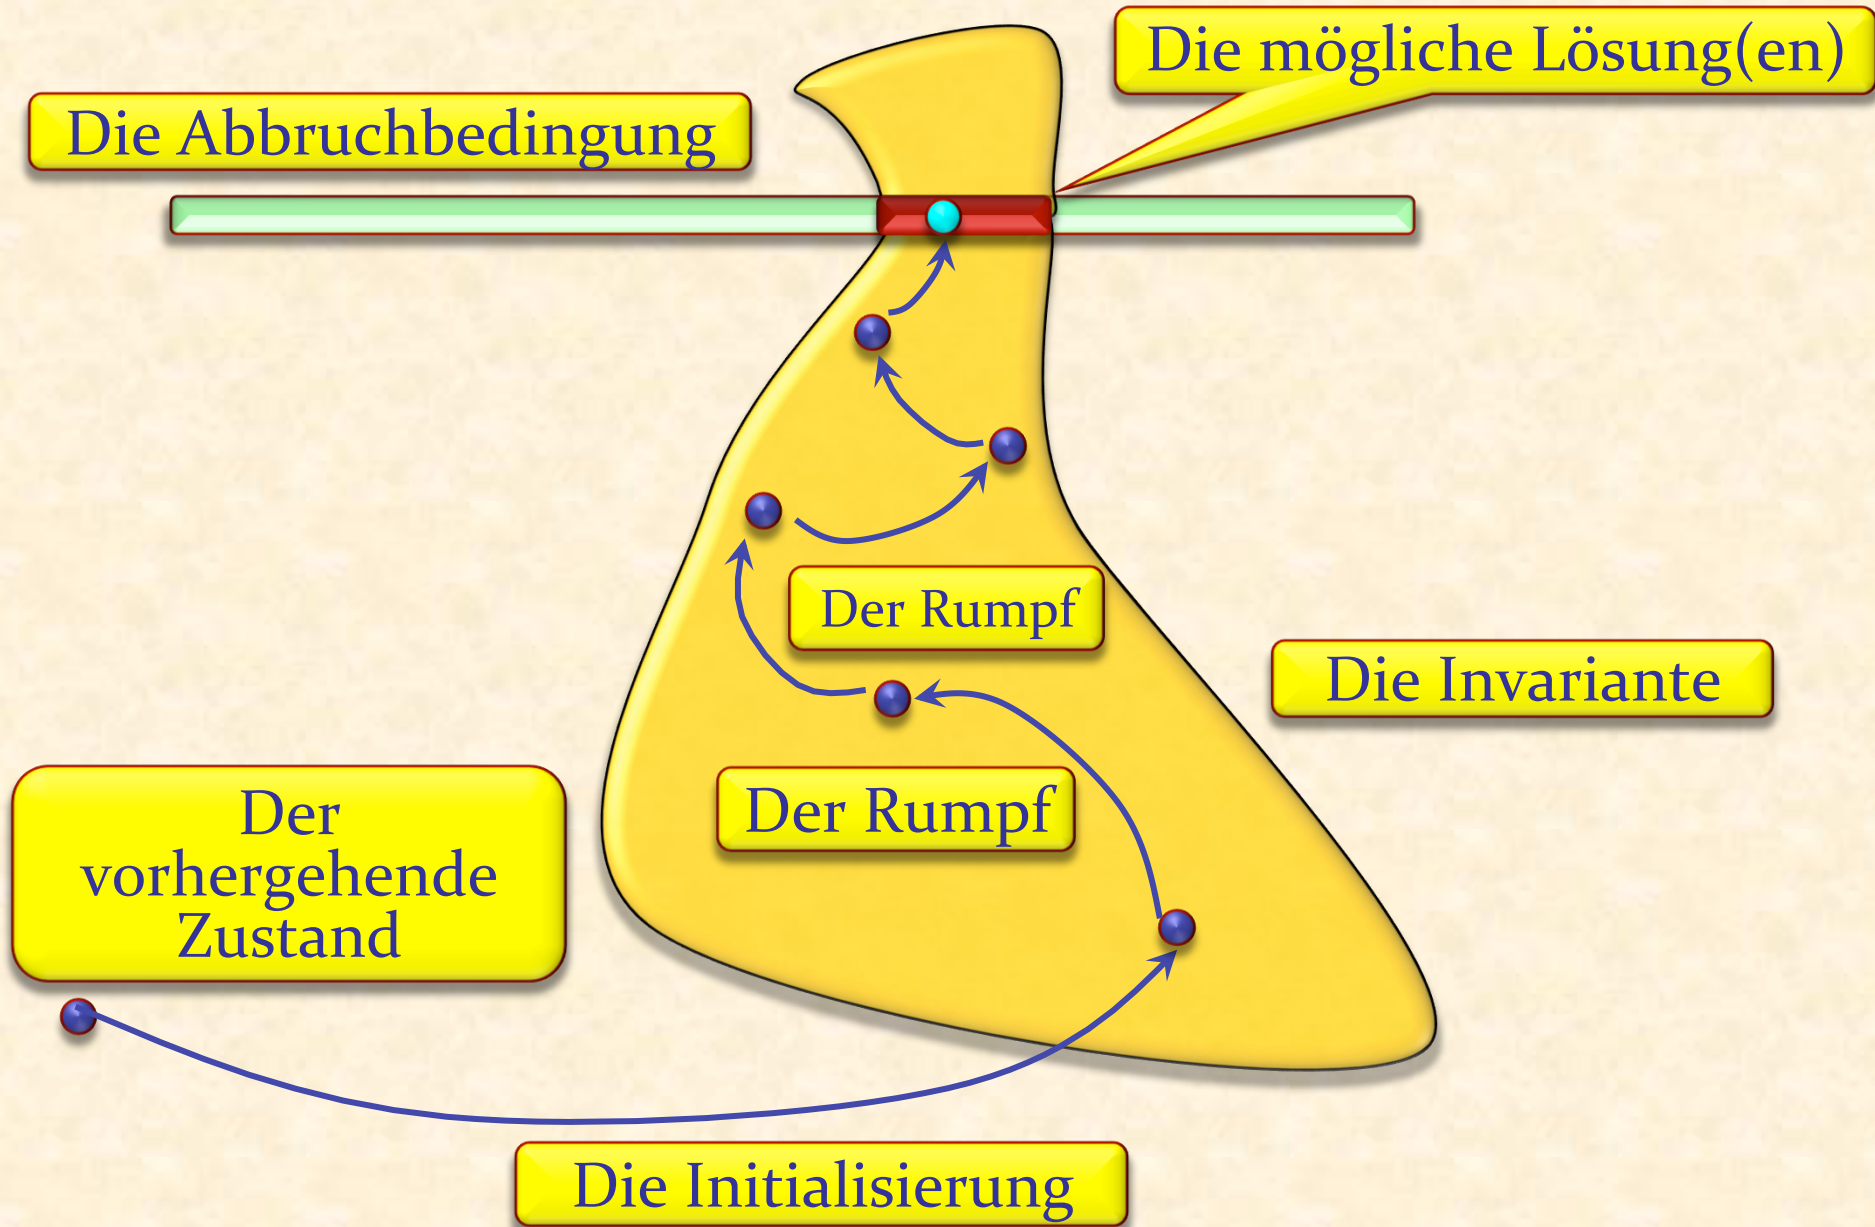 Die mögliche Lösung(en)
Die Abbruchbedingung
Der Rumpf
Die Invariante
Der Rumpf
Der
vorhergehende
Zustand
Die Initialisierung